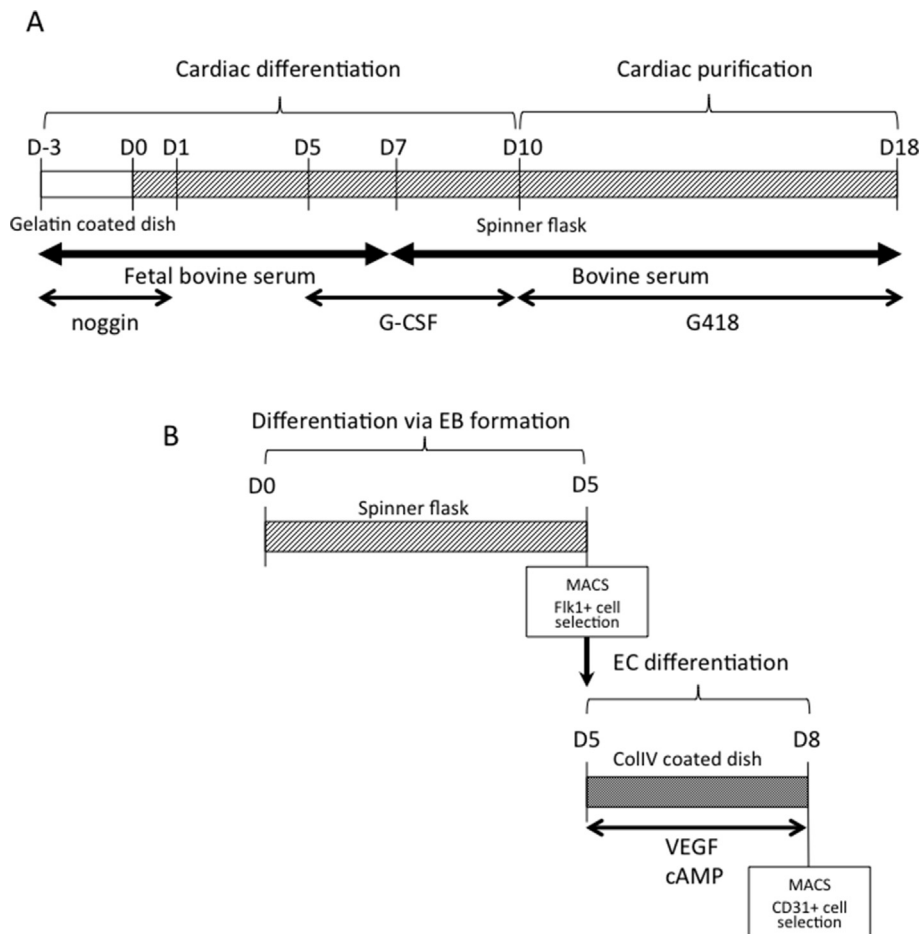 A
Cardiac differentiation
Cardiac purification
D-3 D0 D1 D5 D7 D10 D18
Gelatin coated dish
Spinner flask
Fetal bovine serum
Bovine serum
noggin
G-CSF
G418
B
Differentiation via EB formation
D0 D5
Spinner flask
MACS
Flk1+ cell
selection
EC differentiation
D5 D8
ColIV coated dish
VEGF
cAMP
MACS
CD31+ cell
selection